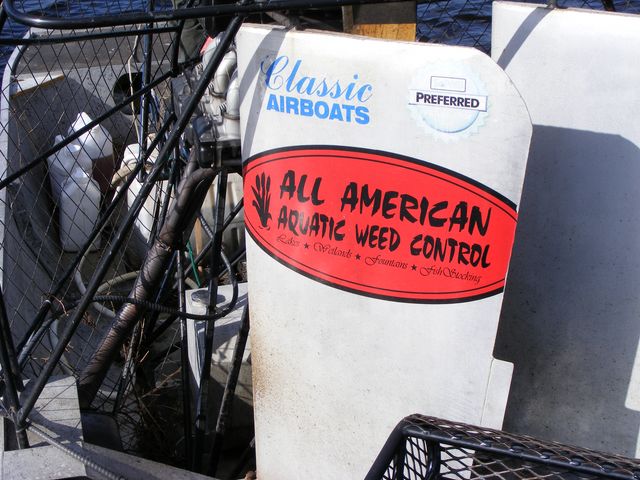 Classic
AIRBOATS
PREFERRED
ALL AMERICAN
AQUATIC WEED CONTROL
Lakes ★ Wetlands ★ Fountains ★ Fish Stocking